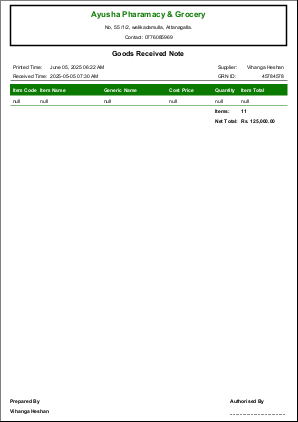 Ayusha Pharamacy & Grocery
No, 55 /1/2, welikadamulla, Attanagalla.
Contact: 0776085969
Goods Received Note
Printed Time: June 05, 2025 06:22 AM Supplier: Vihanga Heshan
Received Time: 2025-05-05 07:30 AM GRN ID: 45784578
Item Code Item Name Generic Name Cost Price Quantity Item Total
null null null null null null
Items: 11
Net Total: Rs. 125,000.00
Prepared By Authorised By
Vihanga Heshan